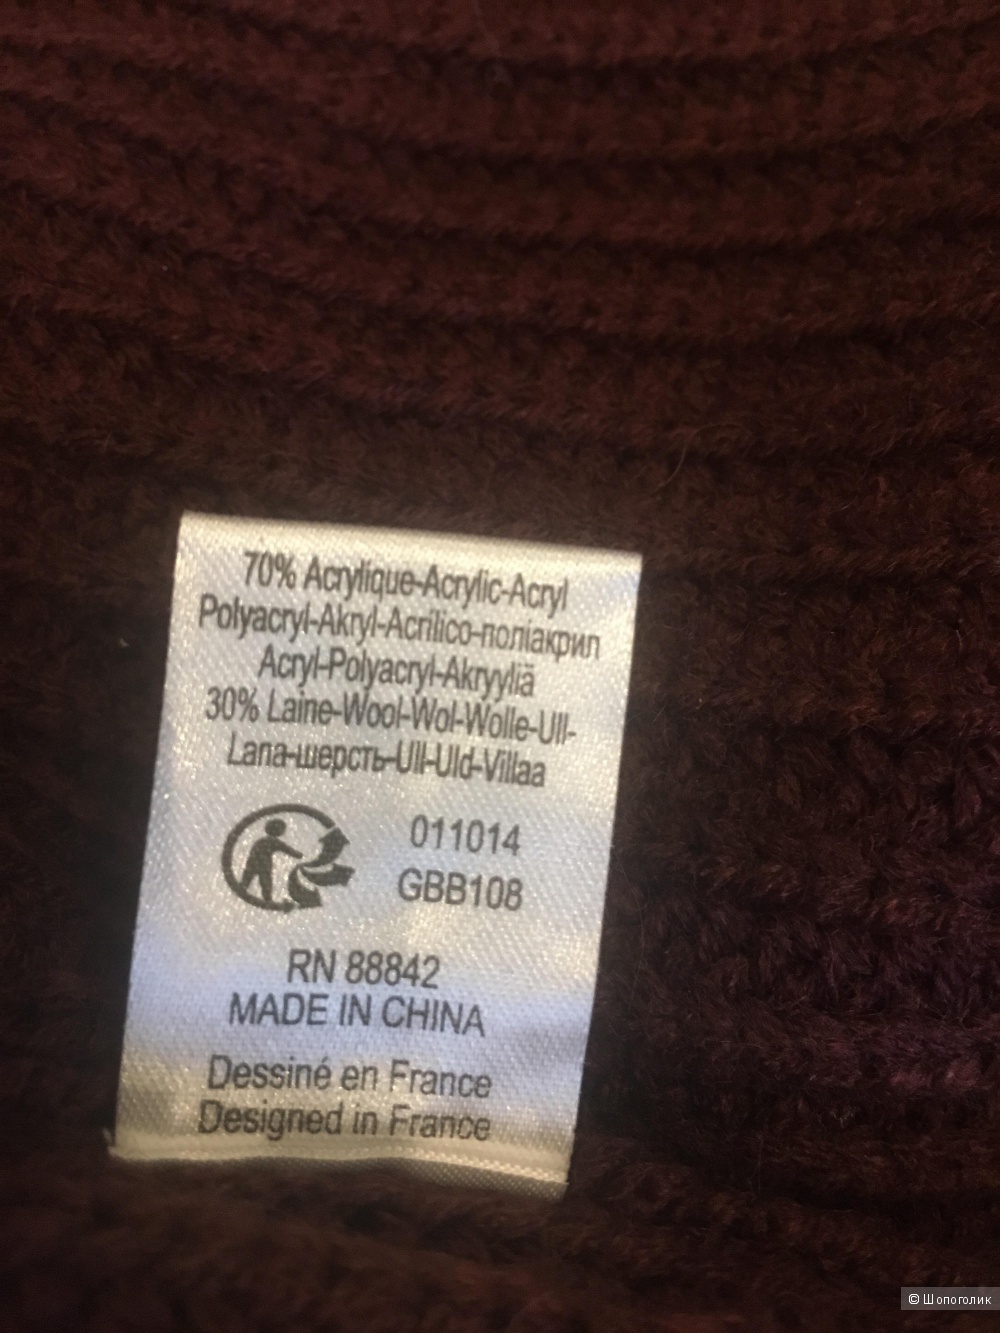 70% Acrylique-Acrylic-Acryl
Polyacryl-Akryl-Acrilico-поліакрил
Acryl-Polyacryl-Akryyliä
30% Laine-Wool-Wol-Wolle-Ull-
Lana-шерсть-Ull-Uld-Villaa
011014
GBB108
RN 88842
MADE IN CHINA
Dessiné en France
Designed in France
© Шопоголик